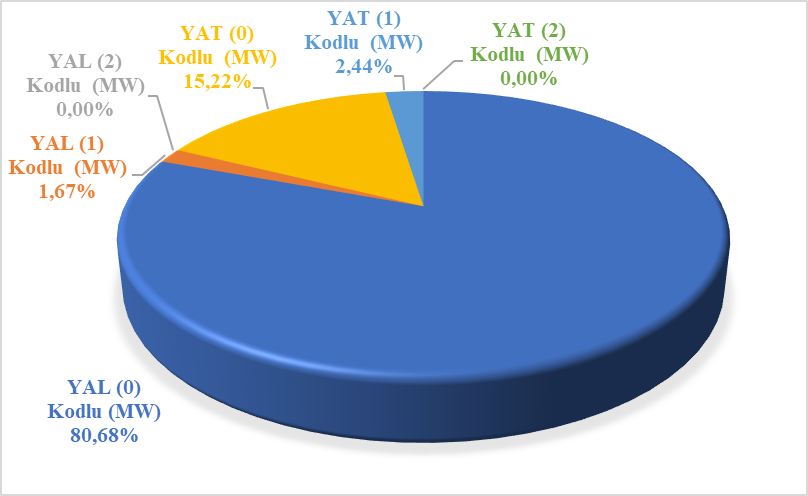 YAT (0)
Kodlu (MW)
15,22%
YAT (1)
Kodlu (MW)
2,44%
YAT (2)
Kodlu (MW)
0,00%
YAL (2)
Kodlu (MW)
0,00%
YAL (1)
Kodlu (MW)
1,67%
YAL (0)
Kodlu (MW)
80,68%